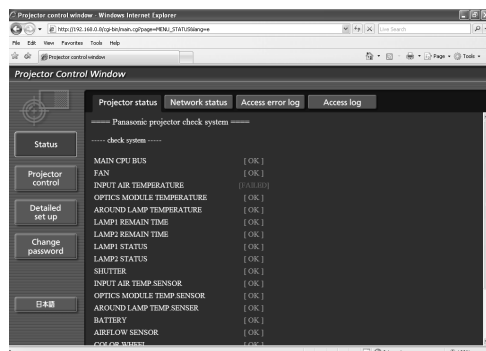 Projector control window - Windows Internet Explorer
http://192.168.0.8/cgi-bin/main.cgi?page=MENU_STATUS&lang=e
Live Search
File Edit View Favorites Tools Help
Projector control window
Page Tools
Projector Control Window
Projector status Network status Access error log Access log
Status
Projector control
Detailed set up
Change password
日本語
==== Panasonic projector check system ====
----- check system -----
MAIN CPU BUS [ OK ]
FAN [ OK ]
INPUT AIR TEMPERATURE [FAILED]
OPTICS MODULE TEMPERATURE [ OK ]
AROUND LAMP TEMPERATURE [ OK ]
LAMP1 REMAIN TIME [ OK ]
LAMP2 REMAIN TIME [ OK ]
LAMP1 STATUS [ OK ]
LAMP2 STATUS [ OK ]
SHUTTER [ OK ]
INPUT AIR TEMP.SENSOR [ OK ]
OPTICS MODULE TEMP.SENSOR [ OK ]
AROUND LAMP TEMP.SENSER [ OK ]
BATTERY [ OK ]
AIRFLOW SENSOR [ OK ]
COLOR WHEEL [ OK ]